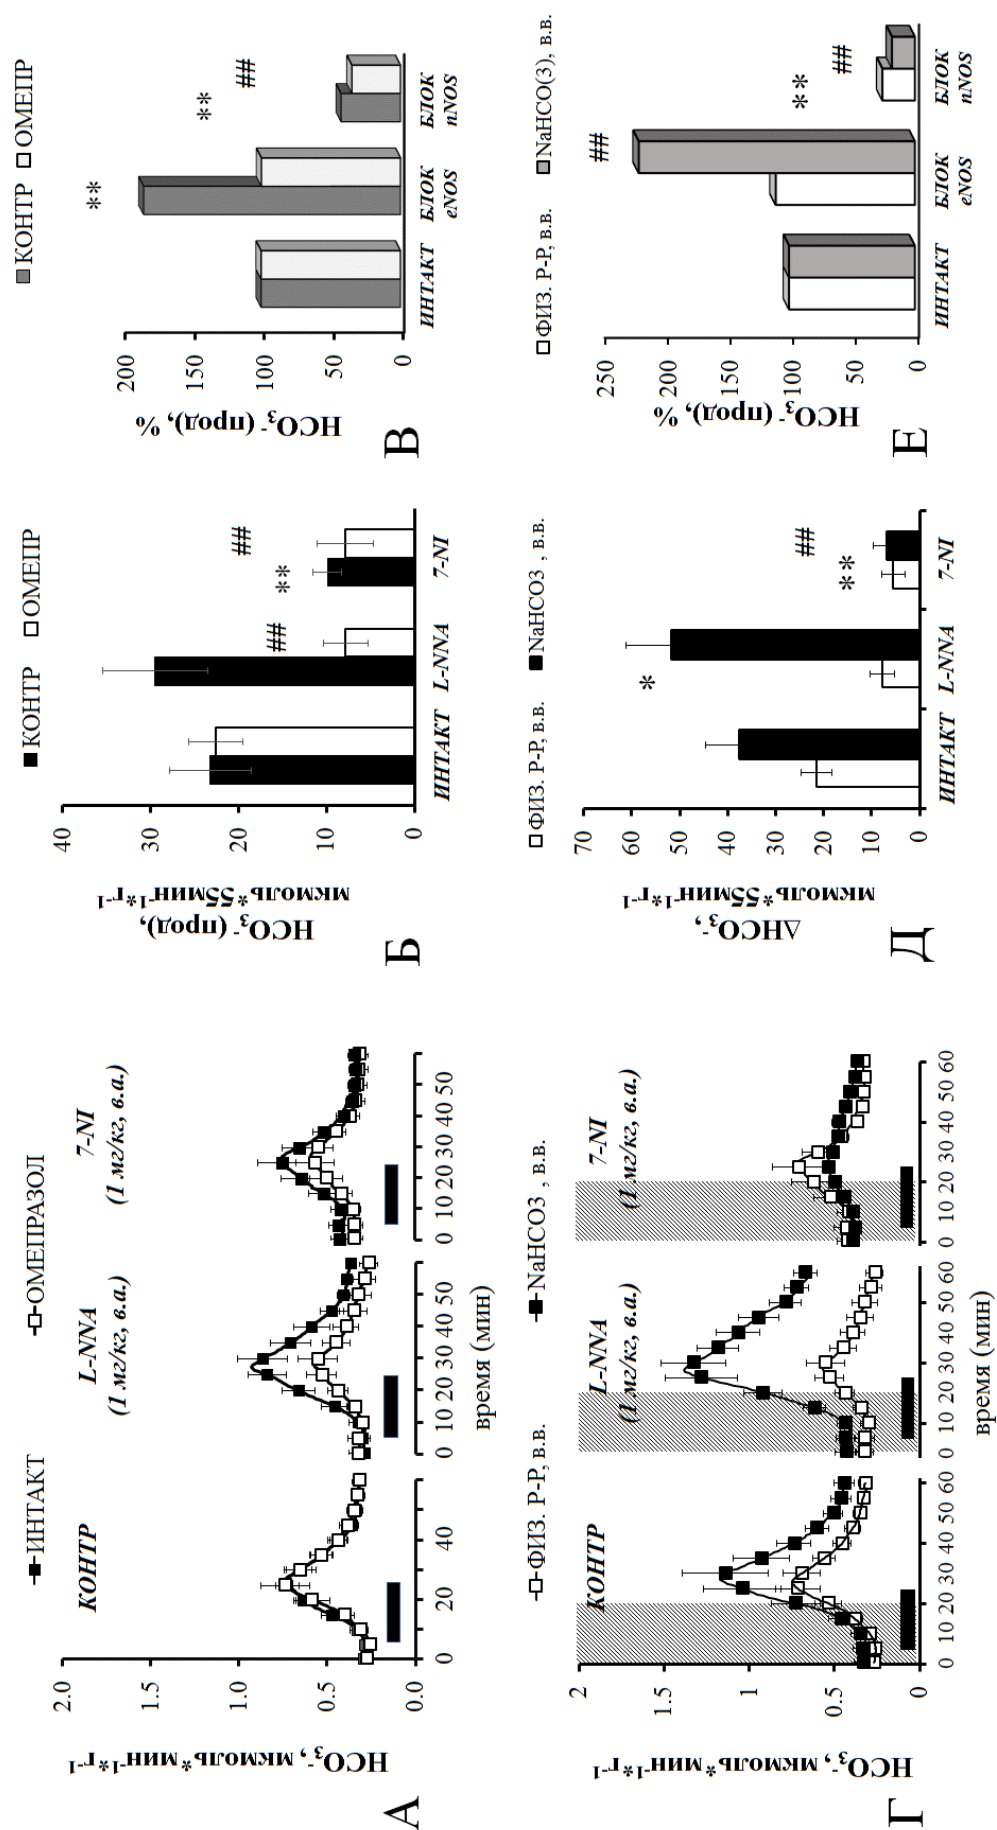 ИНТАКТ ОМЕПРАЗОЛ
А
HCO₃⁻, мкмоль*мин⁻¹*г⁻¹
2.0
1.0
0.5
0.0
КОНТР
L-NNA
(1 мг/кг, в.а.)
7-NI
(1 мг/кг, в.а.)
0 20 40
0 10 20 30 40 50 60
0 10 20 30 40 50
время (мин)
КОНТР ОМЕПР
Б
HCO₃⁻ (прод),
мкмоль*55мин⁻¹*г⁻¹
40
30
20
10
0
##
**
##
ИНТАКТ L-NNA 7-NI
КОНТР ОМЕПР
В
HCO₃⁻ (прод), %
200
150
100
50
0
**
**
##
ИНТАКТ
БЛОК
eNOS
БЛОК
nNOS
ФИЗ. Р-Р, в.в. NaHCO3 , в.в.
Г
HCO₃⁻, мкмоль*мин⁻¹*г⁻¹
2
1.5
1
0.5
0
КОНТР
L-NNA
(1 мг/кг, в.а.)
7-NI
(1 мг/кг, в.а.)
0 10 20 30 40 50 60
0 10 20 30 40 50 60
0 10 20 30 40 50 60
время (мин)
ФИЗ. Р-Р, в.в. NaHCO3 , в.в.
Д
ΔHCO₃⁻,
мкмоль*55мин⁻¹*г⁻¹
70
60
50
40
30
20
10
0
*
**
##
ИНТАКТ L-NNA 7-NI
ФИЗ. Р-Р, в.в. NaHCO(3), в.в.
Е
HCO₃⁻ (прод), %
250
200
150
100
50
0
##
**
##
ИНТАКТ
БЛОК
eNOS
БЛОК
nNOS